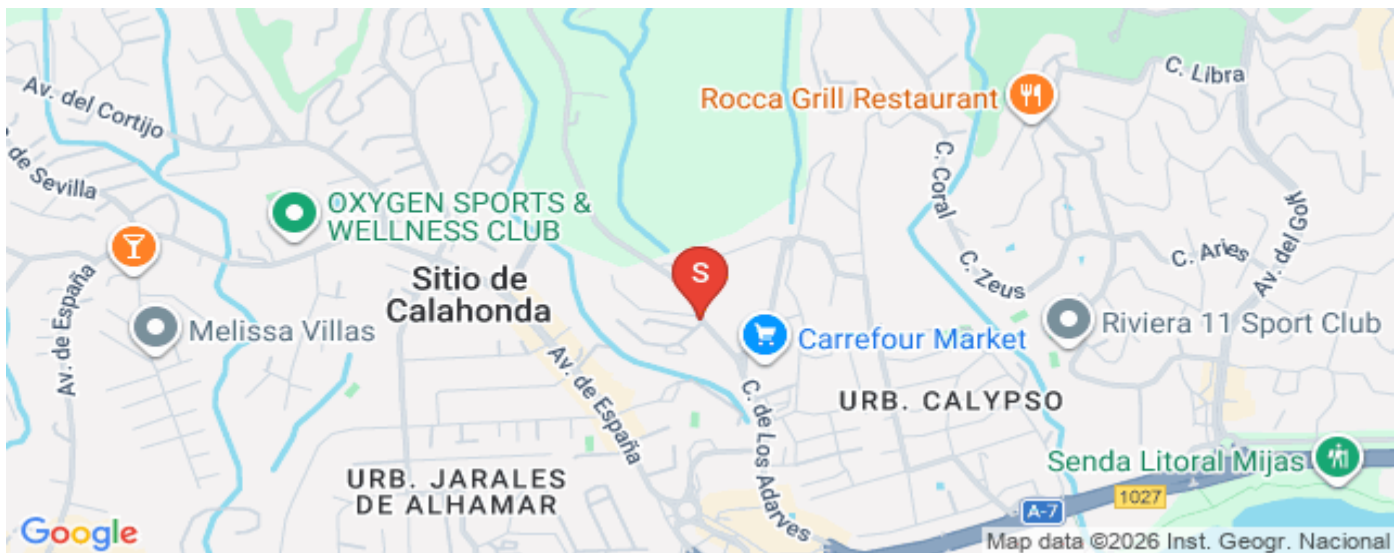 C. Libra
Av. del Cortijo
Rocca Grill Restaurant
de Sevilla
OXYGEN SPORTS &
WELLNESS CLUB
C. Coral
Av. del Golf
C. Aries
C. Zeus
S
Sitio de
Calahonda
Av. de España
Melissa Villas
Carrefour Market
Riviera 11 Sport Club
Av. de España
C. de Los Adarves
URB. CALYPSO
URB. JARALES
DE ALHAMAR
Senda Litoral Mijas
1027
A-7
Google
Map data ©2026 Inst. Geogr. Nacional